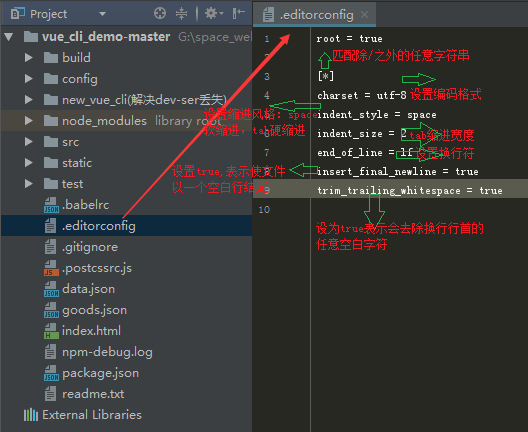 Project
.editorconfig
vue_cli_demo-master G:\space_wel
build
config
new_vue_cli(解决dev-ser丢失)
node_modules library root
src
static
test
.babelrc
.editorconfig
.gitignore
.postcssrc.js
data.json
goods.json
index.html
npm-debug.log
package.json
readme.txt
External Libraries
1 root = true
2
匹配除/之外的任意字符串
3 [*]
4 charset = utf-8 设置编码格式
设置缩进风格：space
软缩进，tab硬缩进
5 indent_style = space
6 indent_size = 2 tab缩进宽度
7 end_of_line = lf 设置换行符
设置true,表示使文件
以一个空白行结尾
8 insert_final_newline = true
9 trim_trailing_whitespace = true
10
设为true表示会去除换行行首的
任意空白字符